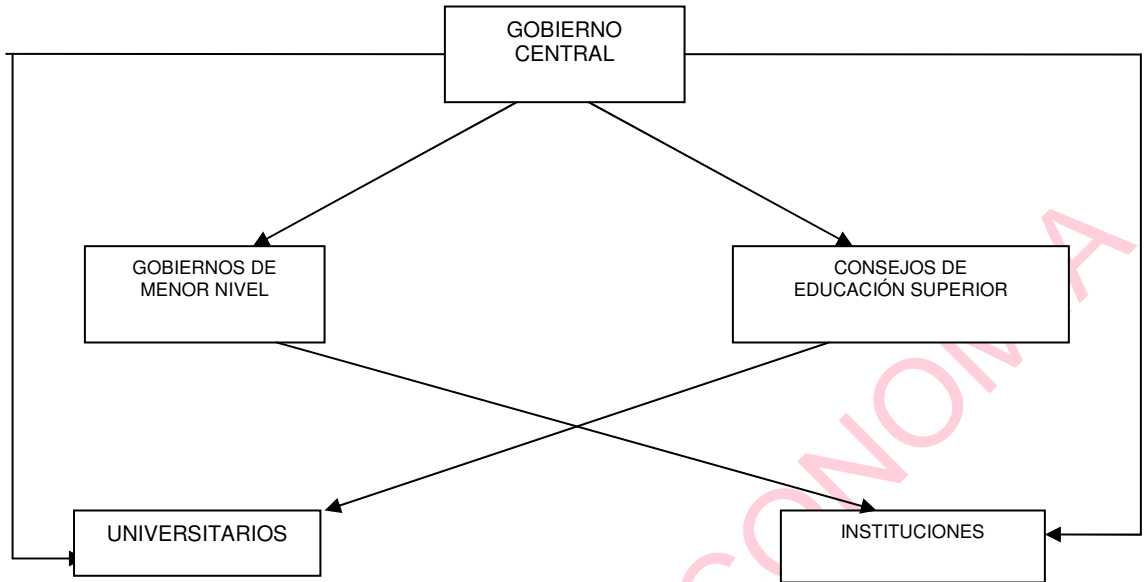 GOBIERNO
CENTRAL
GOBIERNOS DE
MENOR NIVEL
CONSEJOS DE
EDUCACIÓN SUPERIOR
UNIVERSITARIOS
INSTITUCIONES